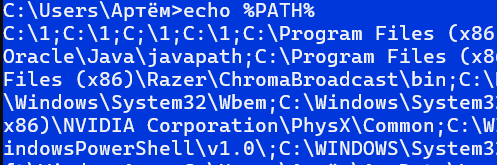 C:\Users\Артём>echo %PATH%
C:\1;C:\1;C;\1;C:\1;C:\Program Files (x86
Oracle\Java\javapath;C:\Program Files (x8
Files (x86)\Razer\ChromaBroadcast\bin;C:\
\Windows\System32\Wbem;C:\Windows\System3
x86)\NVIDIA Corporation\PhysX\Common;C:\W
indowsPowerShell\v1.0\;C:\WINDOWS\System3